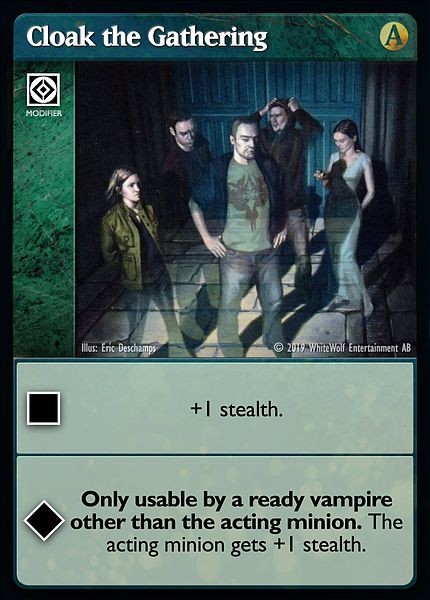 Cloak the Gathering
A
MODIFIER
Illus: Eric Deschamps
© 2019 WhiteWolf Entertainment AB
+1 stealth.
Only usable by a ready vampire
other than the acting minion. The
acting minion gets +1 stealth.